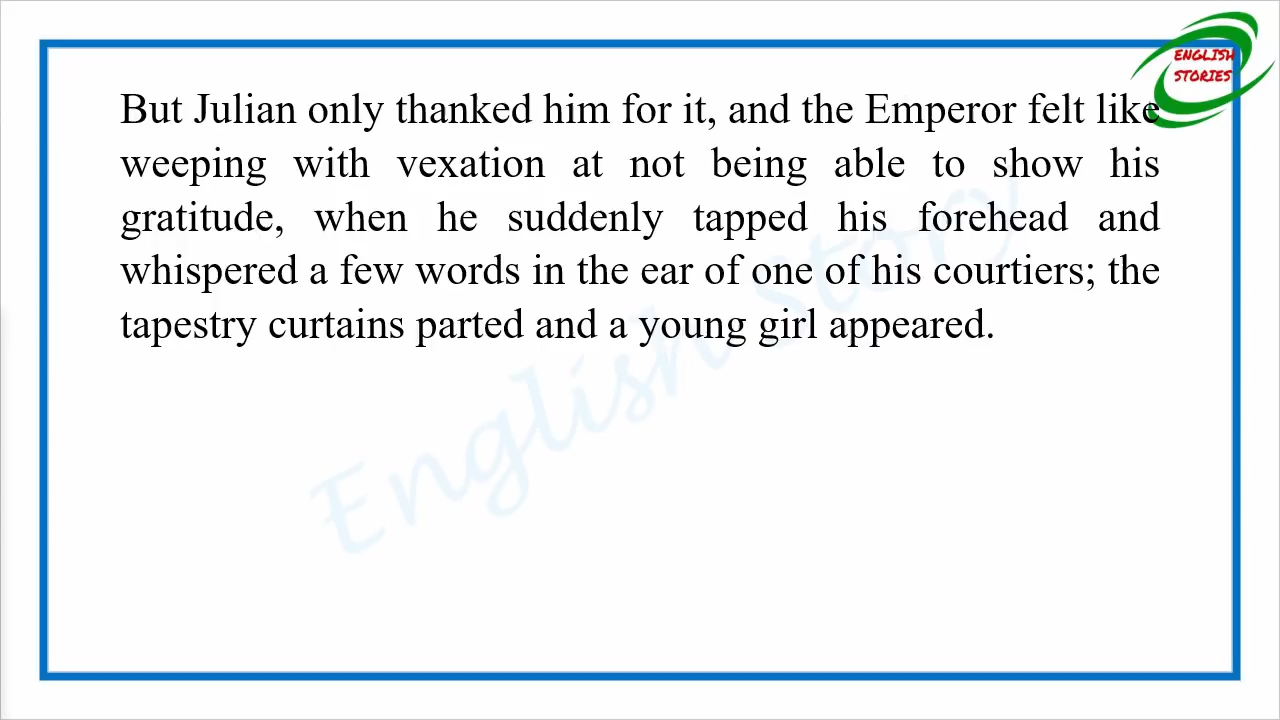 ENGLISH
STORIES
But Julian only thanked him for it, and the Emperor felt like
weeping with vexation at not being able to show his
gratitude, when he suddenly tapped his forehead and
whispered a few words in the ear of one of his courtiers; the
tapestry curtains parted and a young girl appeared.
English Story